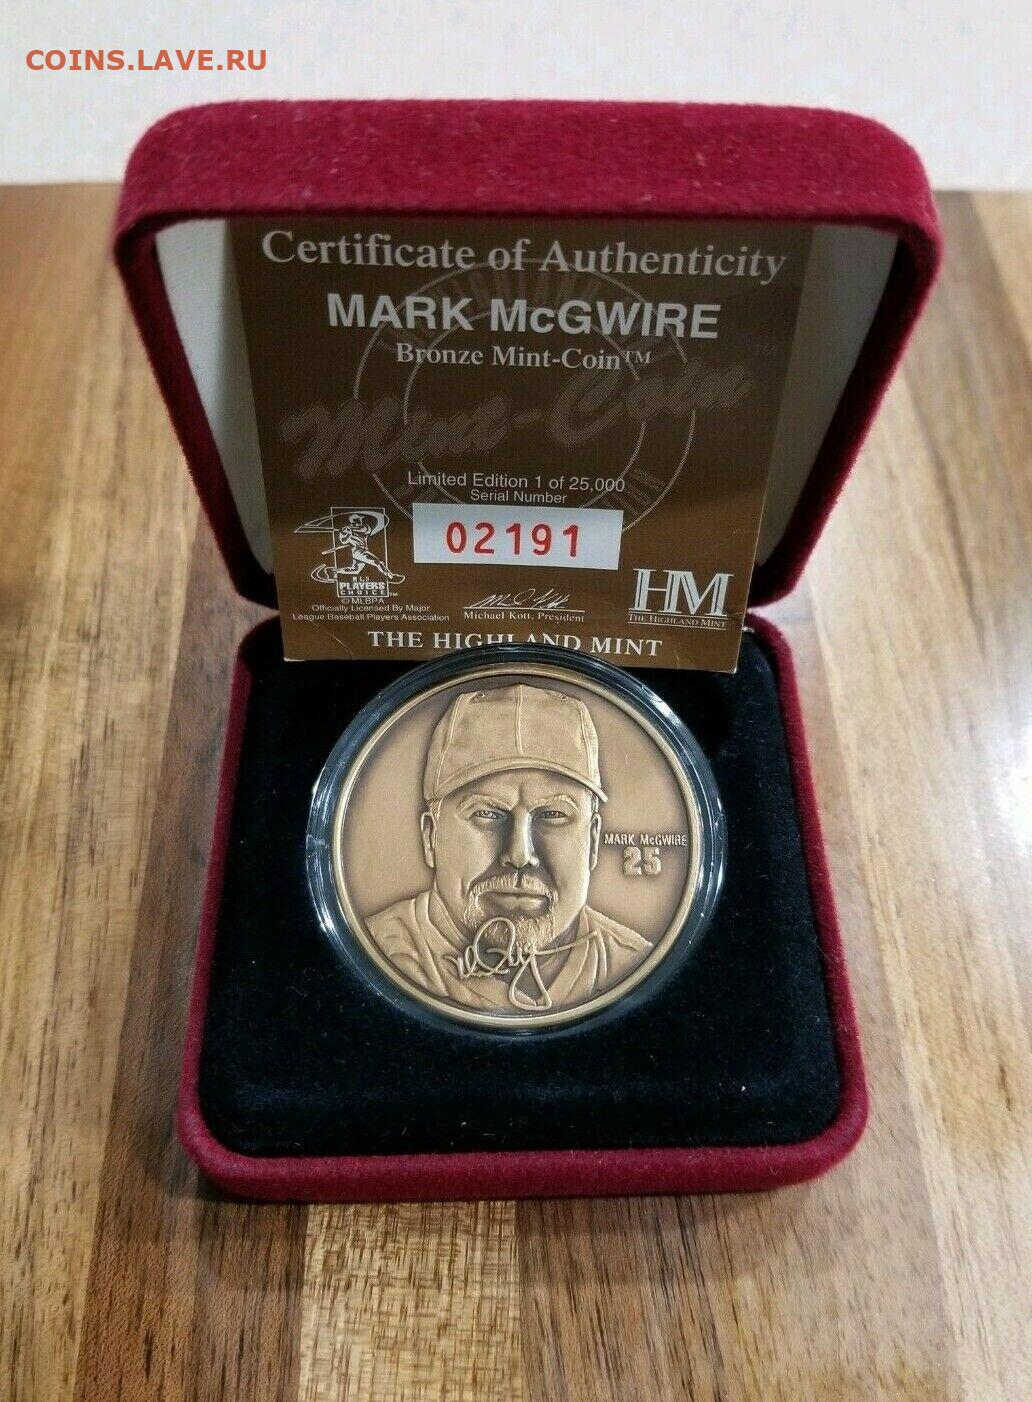 COINS.LAVE.RU
Certificate of Authenticity
MARK McGWIRE
Bronze Mint-Coin™
Mint-Coin
Limited Edition 1 of 25,000
Serial Number
02191
MLB
PLAYERS
CHOICE
© MLBPA
Officially Licensed By Major
League Baseball Players Association
Michael Kott, President
HM
THE HIGHLAND MINT
THE HIGHLAND MINT
MARK McGWIRE
25